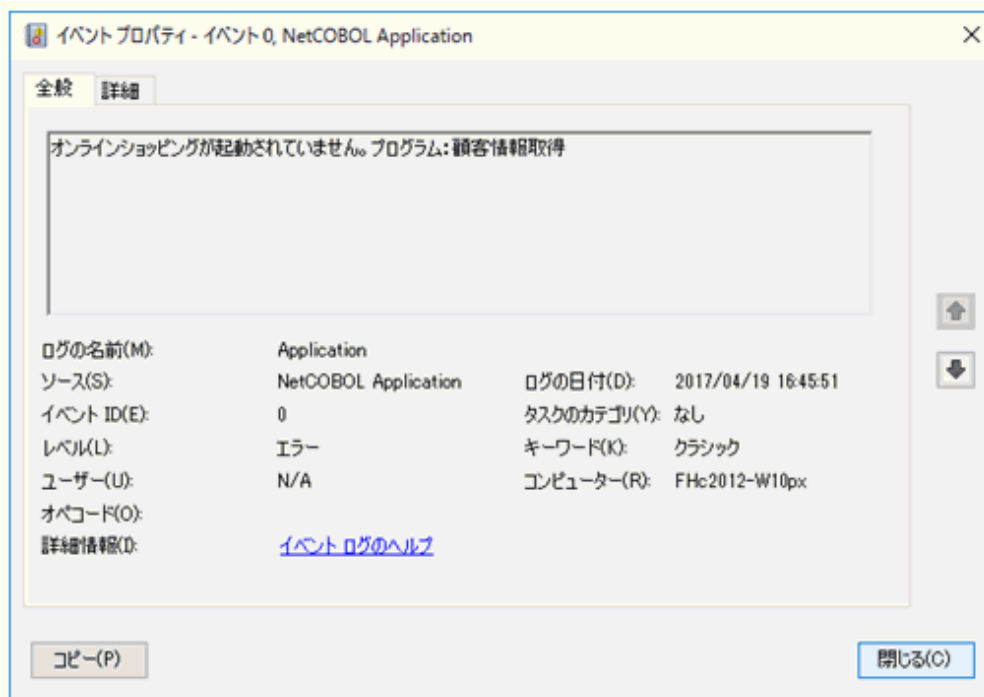 イベント プロパティ - イベント 0, NetCOBOL Application
全般 詳細
オンラインショッピングが起動されていません。プログラム：顧客情報取得
ログの名前(M): Application
ソース(S): NetCOBOL Application ログの日付(D): 2017/04/19 16:45:51
イベント ID(E): 0 タスクのカテゴリ(Y): なし
レベル(L): エラー キーワード(K): クラシック
ユーザー(U): N/A コンピューター(R): FHc2012-W10px
オペコード(O):
詳細情報(I): イベント ログのヘルプ
コピー(P) 閉じる(C)